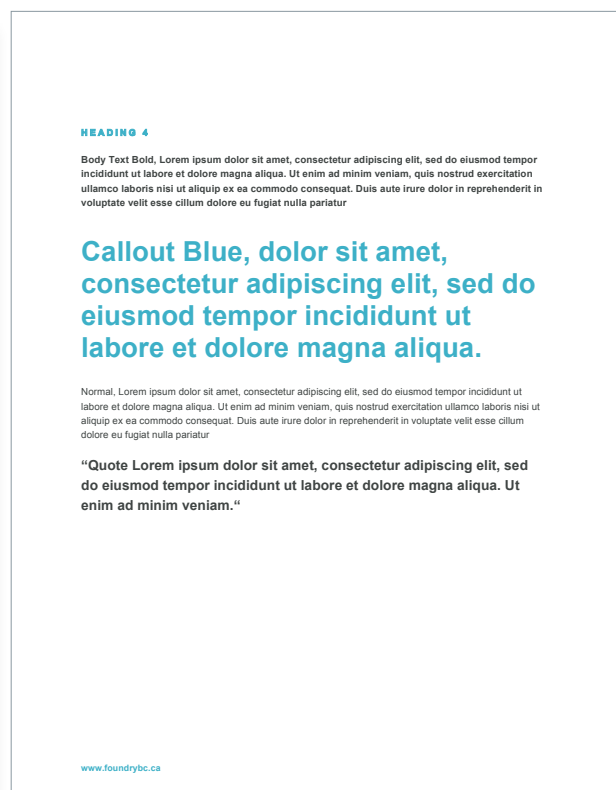 HEADING 4
Body Text Bold, Lorem ipsum dolor sit amet, consectetur adipiscing elit, sed do eiusmod tempor
incididunt ut labore et dolore magna aliqua. Ut enim ad minim veniam, quis nostrud exercitation
ullamco laboris nisi ut aliquip ex ea commodo consequat. Duis aute irure dolor in reprehenderit in
voluptate velit esse cillum dolore eu fugiat nulla pariatur
Callout Blue, dolor sit amet,
consectetur adipiscing elit, sed do
eiusmod tempor incididunt ut
labore et dolore magna aliqua.
Normal, Lorem ipsum dolor sit amet, consectetur adipiscing elit, sed do eiusmod tempor incididunt ut
labore et dolore magna aliqua. Ut enim ad minim veniam, quis nostrud exercitation ullamco laboris nisi ut
aliquip ex ea commodo consequat. Duis aute irure dolor in reprehenderit in voluptate velit esse cillum
dolore eu fugiat nulla pariatur
“Quote Lorem ipsum dolor sit amet, consectetur adipiscing elit, sed
do eiusmod tempor incididunt ut labore et dolore magna aliqua. Ut
enim ad minim veniam.“
www.foundrybc.ca